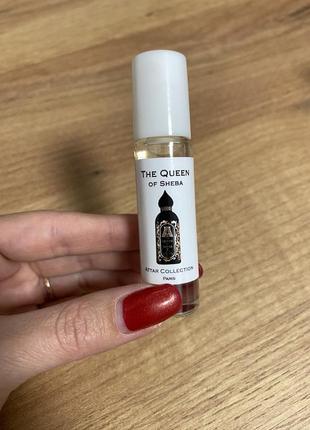 THE QUEEN
OF SHEBA
ATTAR COLLECTION
PARIS